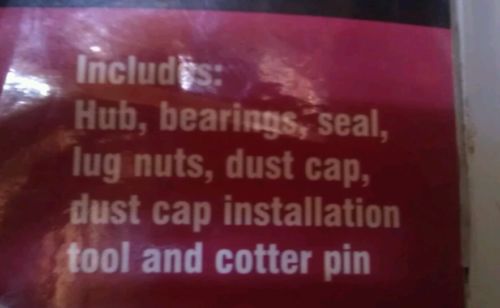 Includes:
Hub, bearings, seal,
lug nuts, dust cap,
dust cap installation
tool and cotter pin